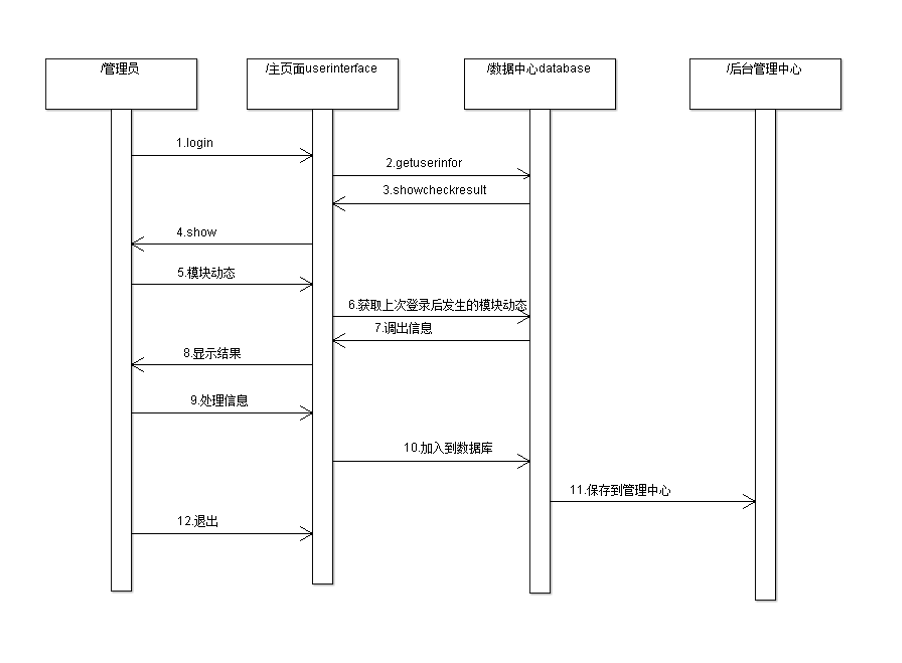 /管理员
/主页面userinterface
/数据中心database
/后台管理中心
1.login
2.getuserinfor
3.showcheckresult
4.show
5.模块动态
6.获取上次登录后发生的模块动态
7.调出信息
8.显示结果
9.处理信息
10.加入到数据库
11.保存到管理中心
12.退出